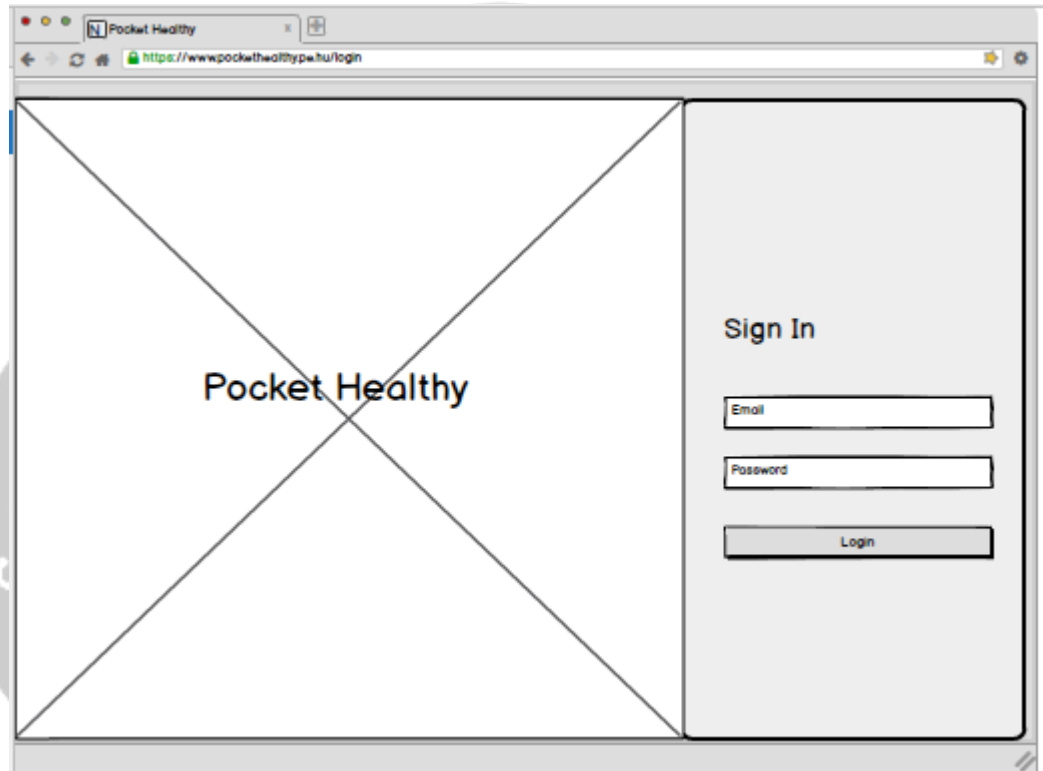 N Pocket Healthy x
https://www.pockethealthy.pe.hu/login
Pocket Healthy
Sign In
Email
Password
Login